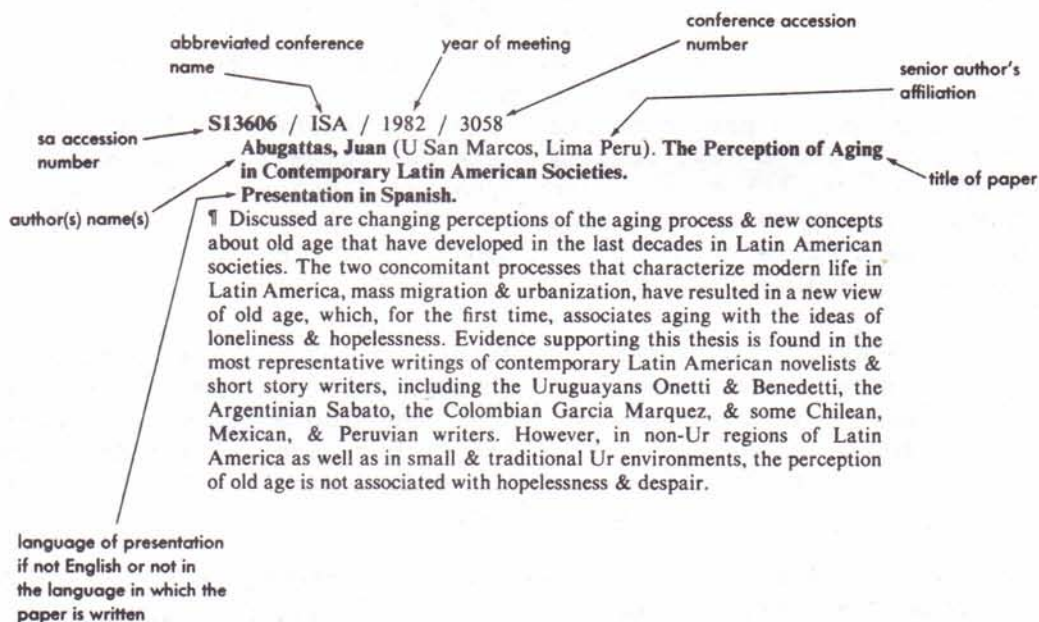 abbreviated conference
name
year of meeting
conference accession
number
senior author's
affiliation
sa accession
number
S13606 / ISA / 1982 / 3058
Abugattas, Juan (U San Marcos, Lima Peru). The Perception of Aging
in Contemporary Latin American Societies.
title of paper
author(s) name(s)
Presentation in Spanish.
¶ Discussed are changing perceptions of the aging process & new concepts
about old age that have developed in the last decades in Latin American
societies. The two concomitant processes that characterize modern life in
Latin America, mass migration & urbanization, have resulted in a new view
of old age, which, for the first time, associates aging with the ideas of
loneliness & hopelessness. Evidence supporting this thesis is found in the
most representative writings of contemporary Latin American novelists &
short story writers, including the Uruguayans Onetti & Benedetti, the
Argentinian Sabato, the Colombian Garcia Marquez, & some Chilean,
Mexican, & Peruvian writers. However, in non-Ur regions of Latin
America as well as in small & traditional Ur environments, the perception
of old age is not associated with hopelessness & despair.
language of presentation
if not English or not in
the language in which the
paper is written